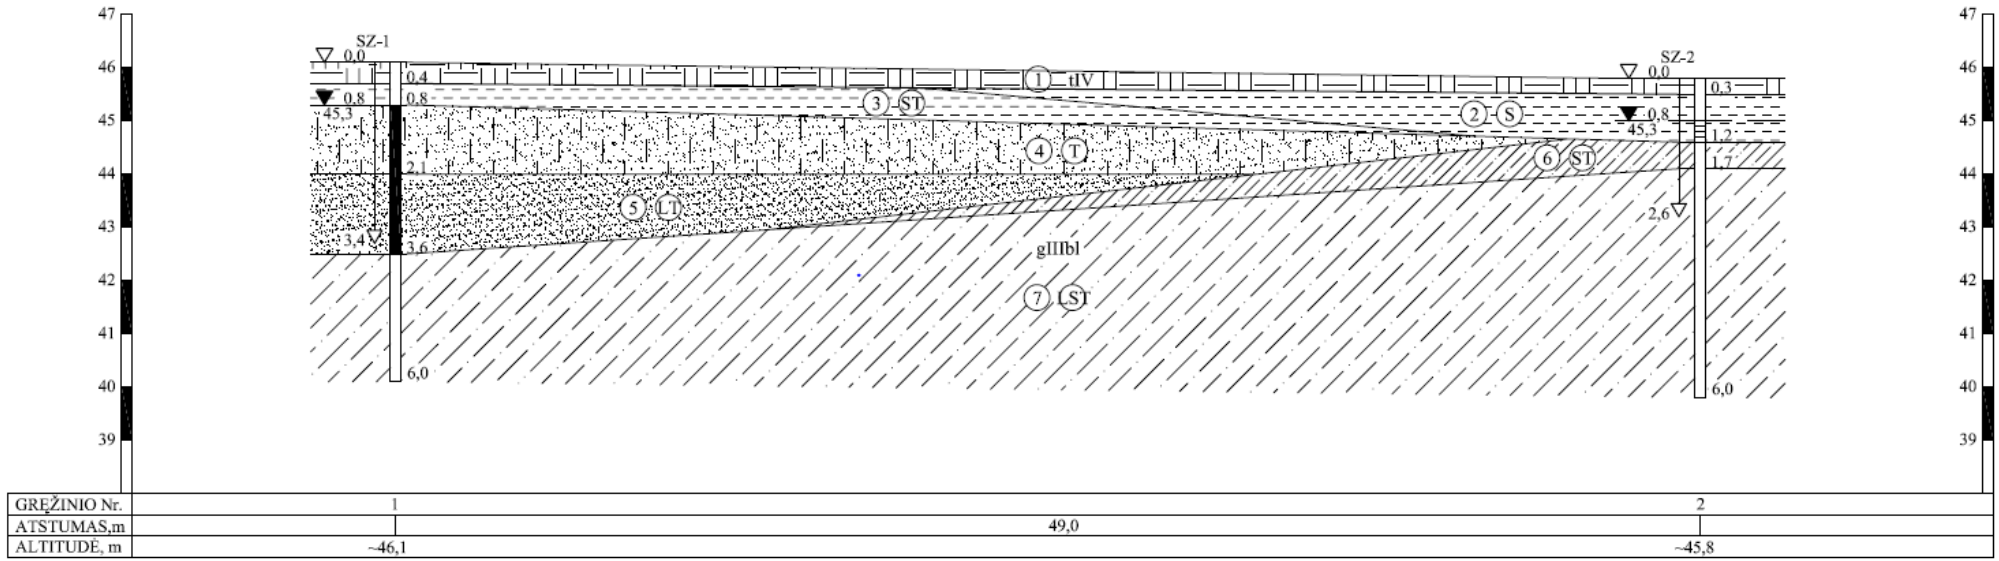 47 47
SZ-1
SZ-2
0,0
46 0,4 1 tIV 0,0 46
0,3
0,8 0,8 3 ST
45,3 2 S 0,8
45 45,3 1,2 45
4 T 6 ST
44 2,1 1,7 44
5 LT 2,6
3,4 3,6
43 43
gIIIbl
42 42
7 LST
41 41
6,0
40 6,0 40
39 39
GRĘŽINIO Nr. 1 2
ATSTUMAS,m 49,0
ALTITUDĖ, m ~46,1 ~45,8